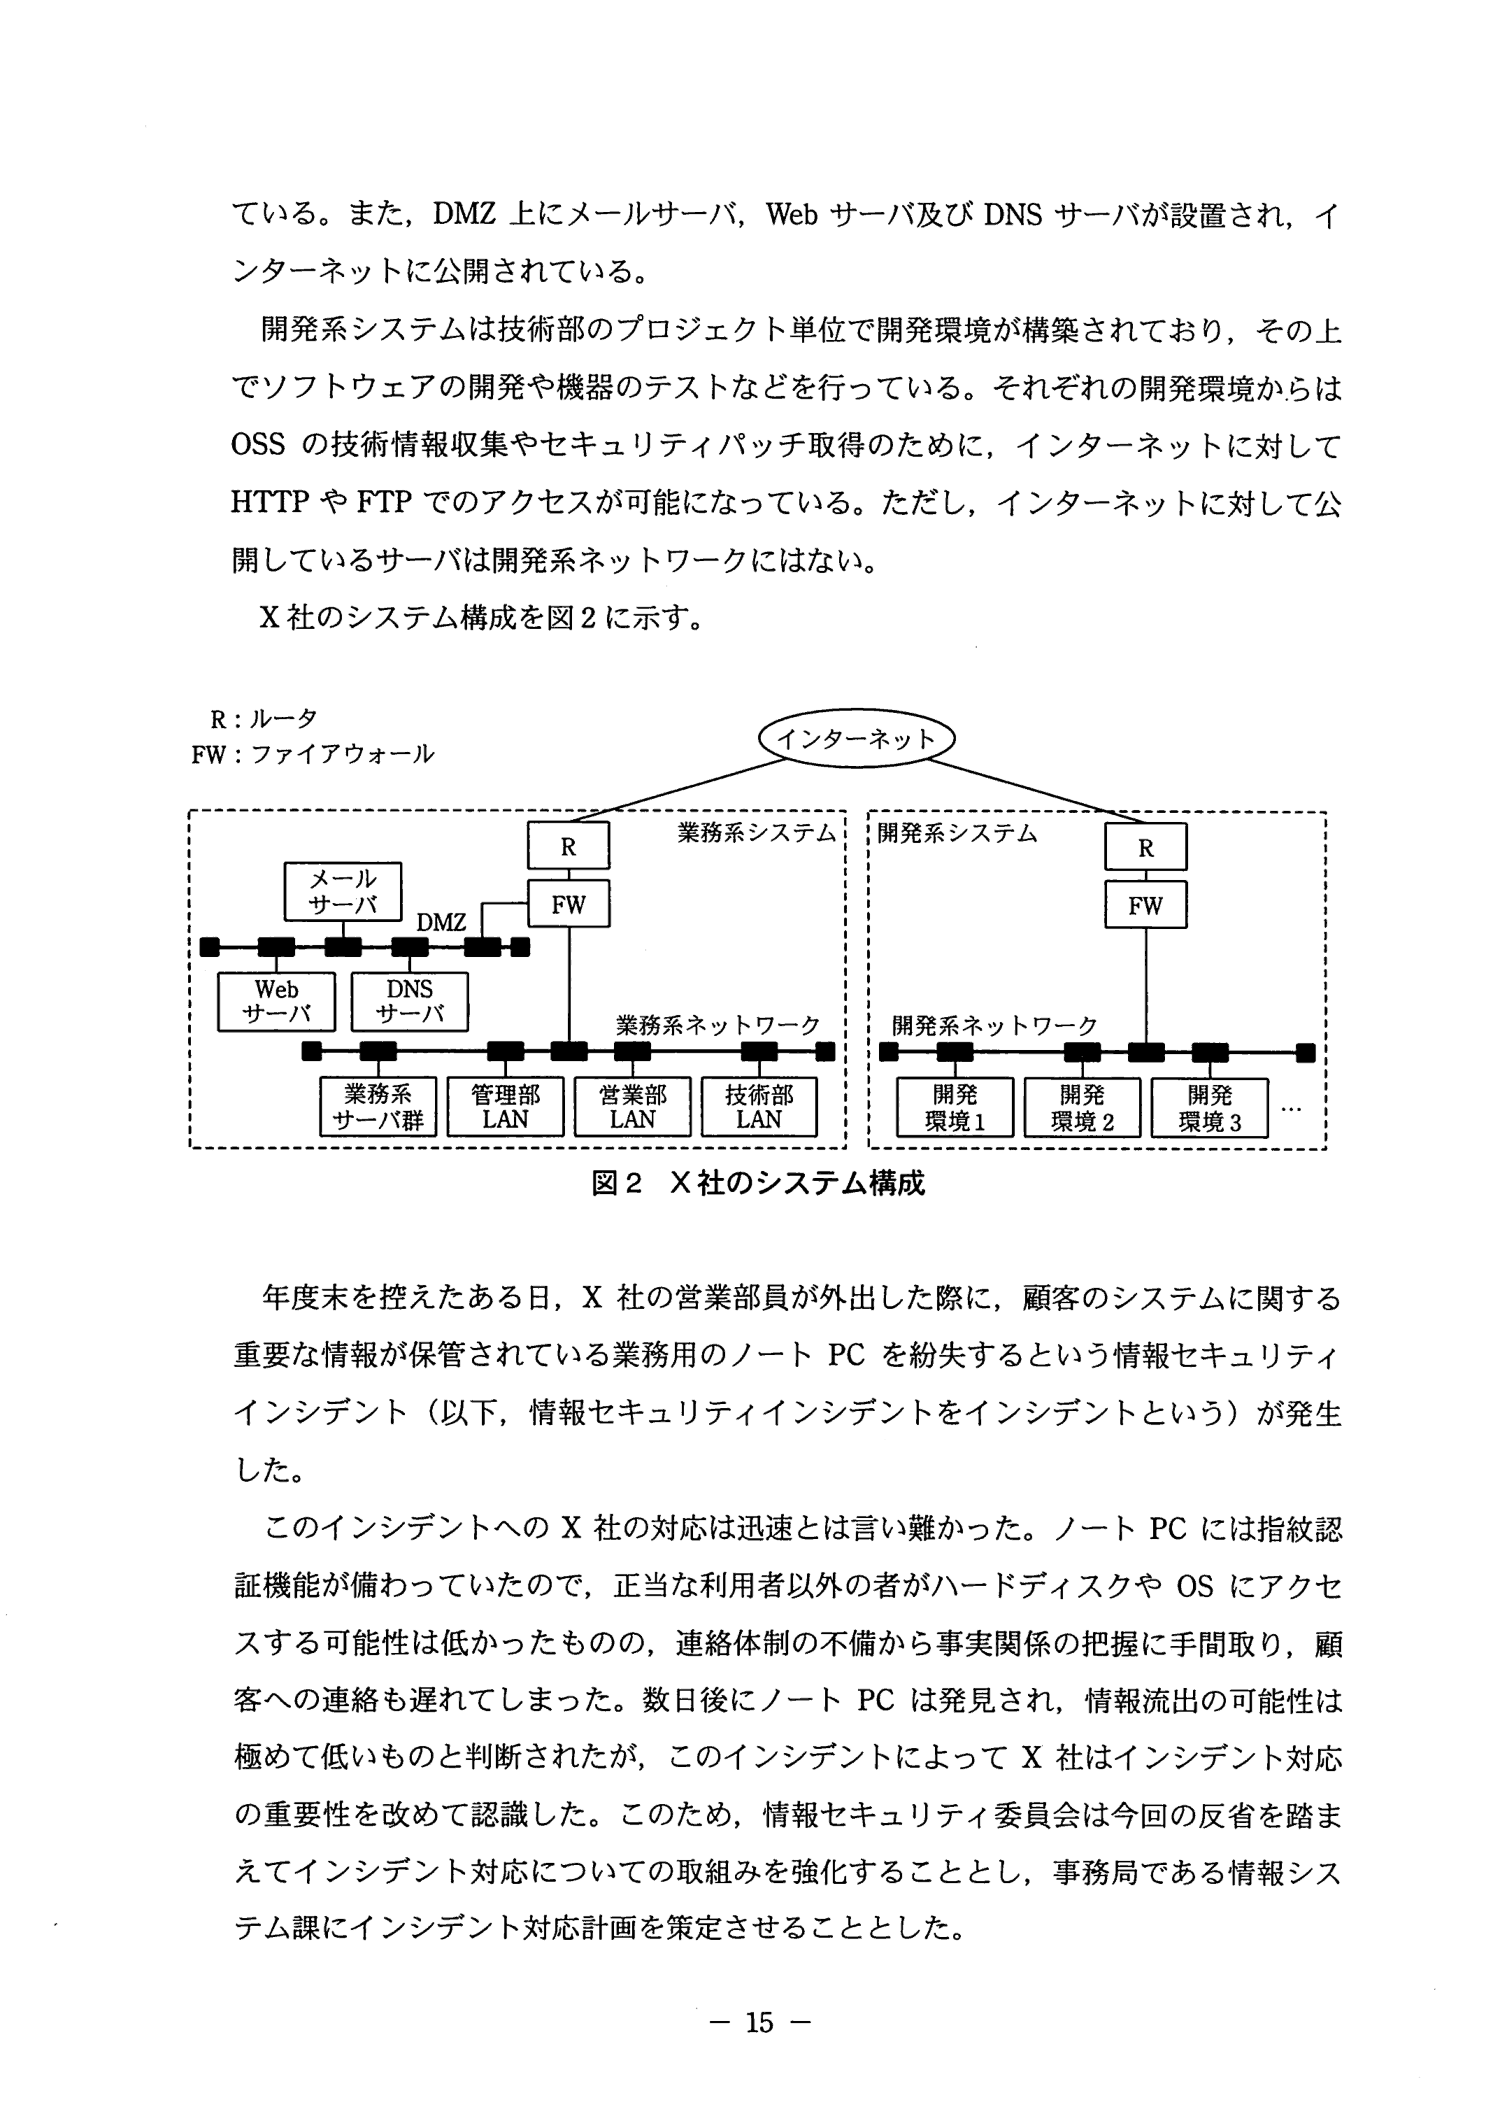 ている。また，DMZ 上にメールサーバ，Web サーバ及び DNS サーバが設置され，イ
ンターネットに公開されている。
開発系システムは技術部のプロジェクト単位で開発環境が構築されており，その上
でソフトウェアの開発や機器のテストなどを行っている。それぞれの開発環境からは
OSS の技術情報収集やセキュリティパッチ取得のために，インターネットに対して
HTTP や FTP でのアクセスが可能になっている。ただし，インターネットに対して公
開しているサーバは開発系ネットワークにはない。
X 社のシステム構成を図 2 に示す。
R：ルータ
FW：ファイアウォール
インターネット
業務系システム
R
FW
メール
サーバ
DMZ
Web
サーバ
DNS
サーバ
業務系ネットワーク
業務系
サーバ群
管理部
LAN
営業部
LAN
技術部
LAN
開発系システム
R
FW
開発系ネットワーク
開発
環境 1
開発
環境 2
開発
環境 3
…
図 2　X 社のシステム構成
年度末を控えたある日，X 社の営業部員が外出した際に，顧客のシステムに関する
重要な情報が保管されている業務用のノート PC を紛失するという情報セキュリティ
インシデント（以下，情報セキュリティインシデントをインシデントという）が発生
した。
このインシデントへの X 社の対応は迅速とは言い難かった。ノート PC には指紋認
証機能が備わっていたので，正当な利用者以外の者がハードディスクや OS にアクセ
スする可能性は低かったものの，連絡体制の不備から事実関係の把握に手間取り，顧
客への連絡も遅れてしまった。数日後にノート PC は発見され，情報流出の可能性は
極めて低いものと判断されたが，このインシデントによって X 社はインシデント対応
の重要性を改めて認識した。このため，情報セキュリティ委員会は今回の反省を踏ま
えてインシデント対応についての取組みを強化することとし，事務局である情報シス
テム課にインシデント対応計画を策定させることとした。
－ 15 －